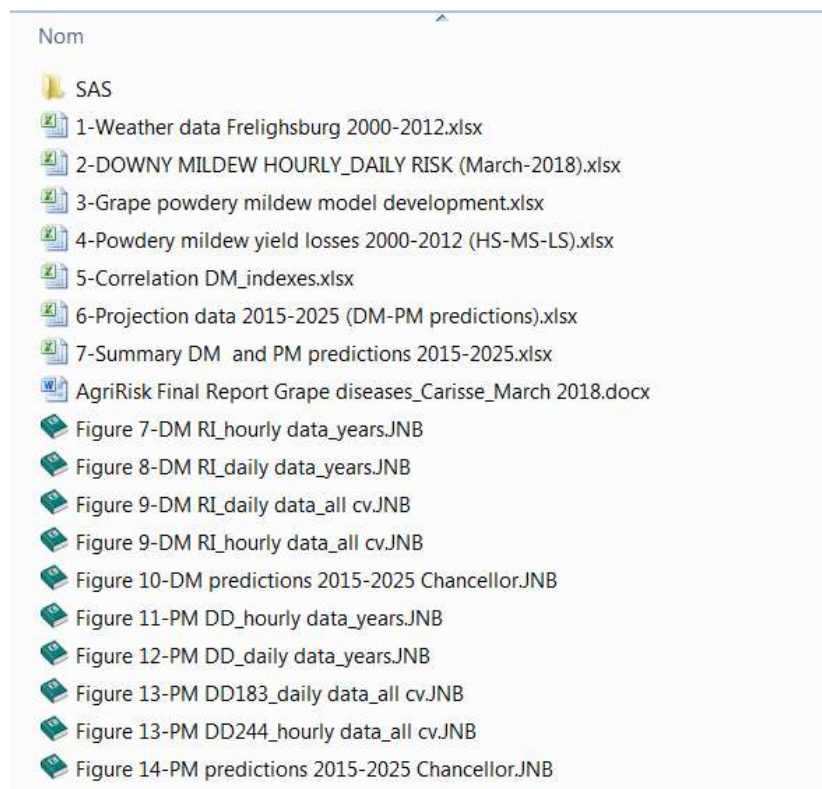 Nom
SAS
1-Weather data Frelighsburg 2000-2012.xlsx
2-DOWNY MILDEW HOURLY_DAILY RISK (March-2018).xlsx
3-Grape powdery mildew model development.xlsx
4-Powdery mildew yield losses 2000-2012 (HS-MS-LS).xlsx
5-Correlation DM_indexes.xlsx
6-Projection data 2015-2025 (DM-PM predictions).xlsx
7-Summary DM  and PM predictions 2015-2025.xlsx
AgriRisk Final Report Grape diseases_Carisse_March 2018.docx
Figure 7-DM RI_hourly data_years.JNB
Figure 8-DM RI_daily data_years.JNB
Figure 9-DM RI_daily data_all cv.JNB
Figure 9-DM RI_hourly data_all cv.JNB
Figure 10-DM predictions 2015-2025 Chancellor.JNB
Figure 11-PM DD_hourly data_years.JNB
Figure 12-PM DD_daily data_years.JNB
Figure 13-PM DD183_daily data_all cv.JNB
Figure 13-PM DD244_hourly data_all cv.JNB
Figure 14-PM predictions 2015-2025 Chancellor.JNB